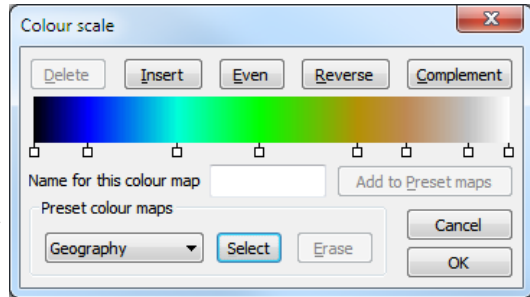 Colour scale
Delete Insert Even Reverse Complement
Name for this colour map Add to Preset maps
Preset colour maps
Cancel
Geography Select Erase
OK